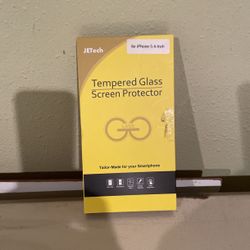 JETech
for iPhone 5.4 inch
Tempered Glass
Screen Protector
Tailor-Made for your Smartphone